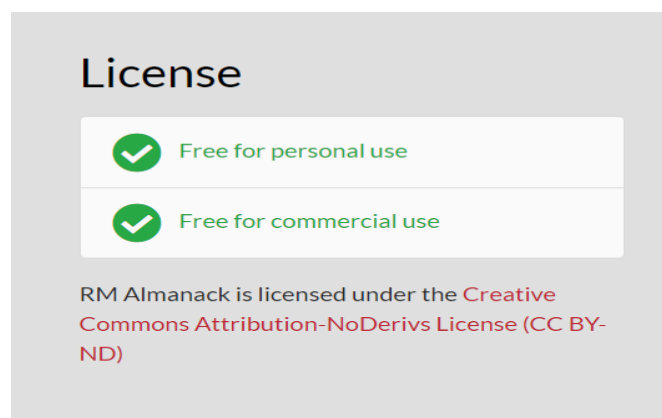 License
Free for personal use
Free for commercial use
RM Almanack is licensed under the Creative
Commons Attribution-NoDerivs License (CC BY-
ND)